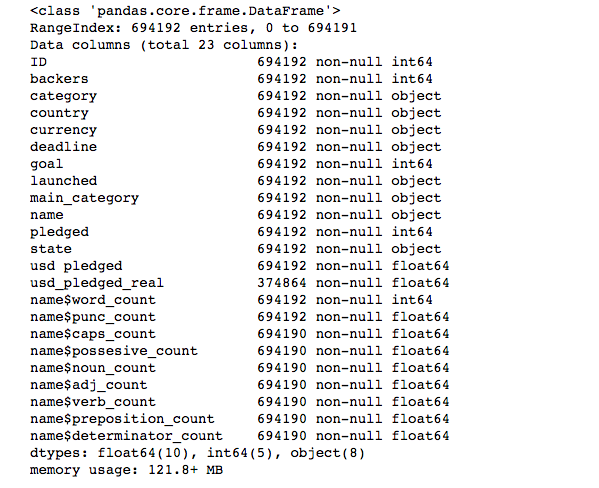 <class 'pandas.core.frame.DataFrame'>
RangeIndex: 694192 entries, 0 to 694191
Data columns (total 23 columns):
ID                          694192 non-null int64
backers                     694192 non-null int64
category                    694192 non-null object
country                     694192 non-null object
currency                    694192 non-null object
deadline                    694192 non-null object
goal                        694192 non-null int64
launched                    694192 non-null object
main_category               694192 non-null object
name                        694192 non-null object
pledged                     694192 non-null int64
state                       694192 non-null object
usd pledged                 694192 non-null float64
usd_pledged_real            374864 non-null float64
name$word_count             694192 non-null int64
name$punc_count             694192 non-null float64
name$caps_count             694190 non-null float64
name$possesive_count        694190 non-null float64
name$noun_count             694190 non-null float64
name$adj_count              694190 non-null float64
name$verb_count             694190 non-null float64
name$preposition_count      694190 non-null float64
name$determinator_count     694190 non-null float64
dtypes: float64(10), int64(5), object(8)
memory usage: 121.8+ MB